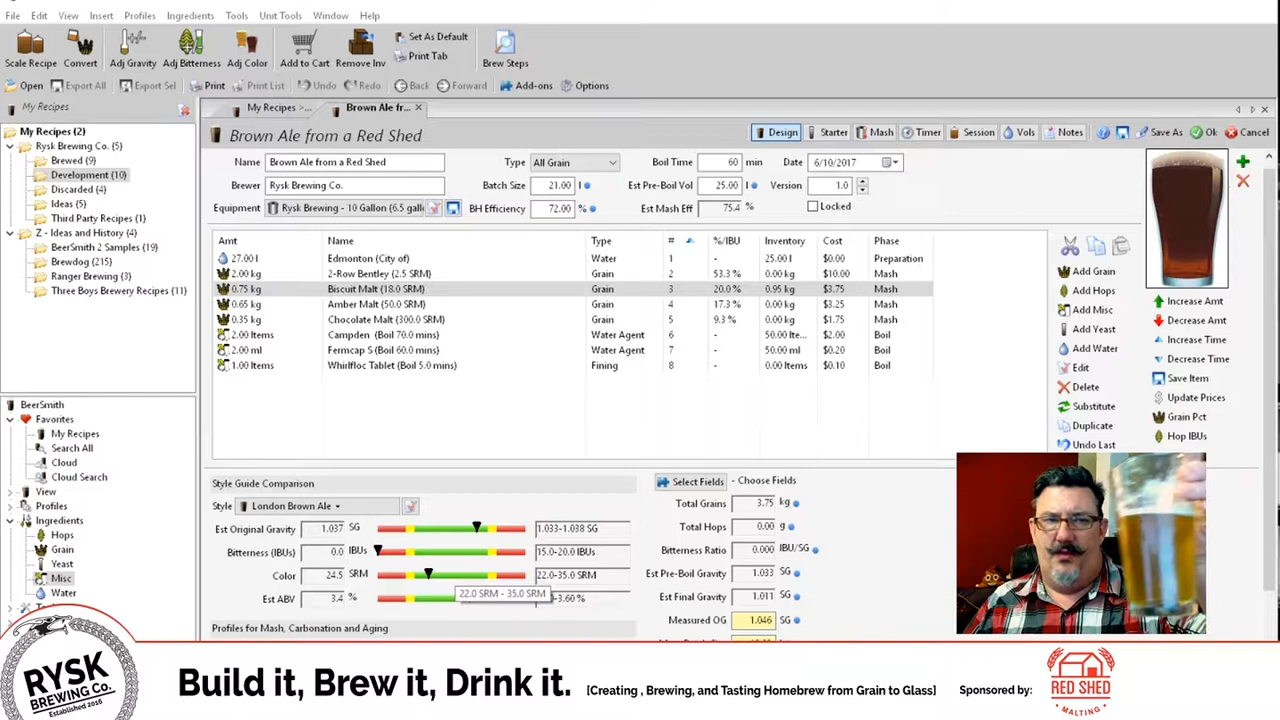 File Edit View Insert Profiles Ingredients Tools Unit Tools Window Help
Scale Recipe Convert Adj Gravity Adj Bitterness Adj Color Add to Cart Remove Inv Set As Default Print Tab Brew Steps
Open Export All Export Sel Print Print List Undo Redo Back Forward Add-ons Options
My Recipes
My Recipes (2)
Rysk Brewing Co. (5)
Brewed (9)
Development (10)
Discarded (4)
Ideas (5)
Third Party Recipes (1)
Z - Ideas and History (4)
BeerSmith 2 Samples (19)
Brewdog (215)
Ranger Brewing (3)
Three Boys Brewery Recipes (11)
BeerSmith
Favorites
My Recipes
Search All
Cloud
Cloud Search
View
Profiles
Ingredients
Hops
Grain
Yeast
Misc
Water
My Recipes >... Brown Ale fr...
Brown Ale from a Red Shed
Design Starter Mash Timer Session Vols Notes Save As Ok Cancel
Name Brown Ale from a Red Shed Type All Grain Boil Time 60 min Date 6/10/2017
Brewer Rysk Brewing Co. Batch Size 21.00 l Est Pre-Boil Vol 25.00 l Version 1.0
Equipment Rysk Brewing - 10 Gallon (6.5 gall BH Efficiency 72.00 % Est Mash Eff 75.4 % Locked
Amt Name Type # %/IBU Inventory Cost Phase
27.00 l Edmonton (City of) Water 1 - 25.00 l $0.00 Preparation
2.00 kg 2-Row Bentley (2.5 SRM) Grain 2 53.3 % 0.00 kg $10.00 Mash
0.75 kg Biscuit Malt (18.0 SRM) Grain 3 20.0 % 0.95 kg $3.75 Mash
0.65 kg Amber Malt (50.0 SRM) Grain 4 17.3 % 0.00 kg $3.25 Mash
0.35 kg Chocolate Malt (300.0 SRM) Grain 5 9.3 % 0.00 kg $1.75 Mash
2.00 Items Campden (Boil 70.0 mins) Water Agent 6 - 50.00 Ite... $2.00 Boil
2.00 ml Fermcap S (Boil 60.0 mins) Water Agent 7 - 50.00 ml $0.20 Boil
1.00 Items Whirlfloc Tablet (Boil 5.0 mins) Fining 8 - 0.00 Items $0.10 Boil
Add Grain
Add Hops
Add Misc
Add Yeast
Add Water
Edit
Delete
Substitute
Duplicate
Undo Last
Increase Amt
Decrease Amt
Increase Time
Decrease Time
Save Item
Update Prices
Grain Pct
Hop IBUs
Style Guide Comparison
Style London Brown Ale
Est Original Gravity 1.037 SG 1.033-1.038 SG
Bitterness (IBUs) 0.0 IBUs 15.0-20.0 IBUs
Color 24.5 SRM 22.0-35.0 SRM
22.0 SRM - 35.0 SRM
Est ABV 3.4 % -3.60 %
Profiles for Mash, Carbonation and Aging
Select Fields - Choose Fields
Total Grains 3.75 kg
Total Hops 0.00 g
Bitterness Ratio 0.000 IBU/SG
Est Pre-Boil Gravity 1.033 SG
Est Final Gravity 1.011 SG
Measured OG 1.046 SG
RYSK
BREWING Co.
Established 2016
Build it, Brew it, Drink it. [Creating , Brewing, and Tasting Homebrew from Grain to Glass] Sponsored by:
RED SHED
MALTING